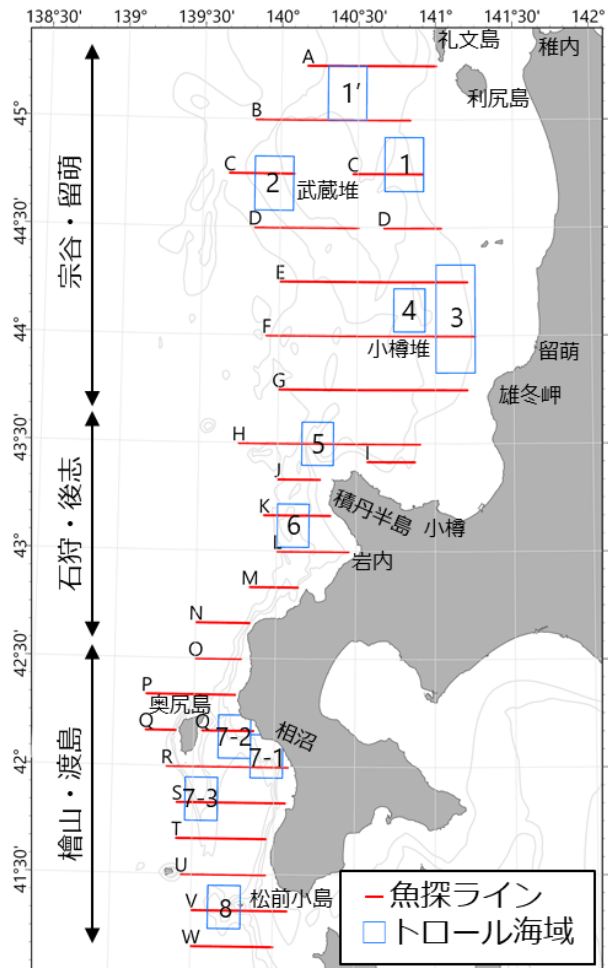 138°30' 139° 139°30' 140° 140°30' 141° 141°30' 142°
礼文島
稚内
A
1'
利尻島
45°
B
C
C
1
2
武蔵堆
44°30'
D
D
宗谷・留萌
E
4
3
44°
F
小樽堆
留萌
G
雄冬岬
43°30'
H
5
I
J
石狩・後志
積丹半島
小樽
K
6
43°
L
岩内
M
N
42°30'
O
P
奥尻島
Q
Q
7-2
相沼
7-1
42°
R
S
7-3
檜山・渡島
T
41°30'
U
V
8
松前小島
W
魚探ライン
トロール海域